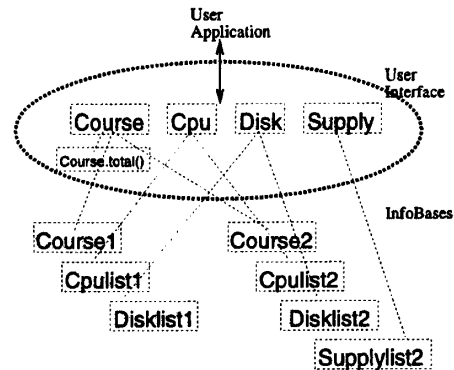 User
Application
User
Interface
Course Cpu Disk Supply
Course.total()
InfoBases
Course1 Course2
Cpulist1 Cpulist2
Disklist1 Disklist2
Supplylist2